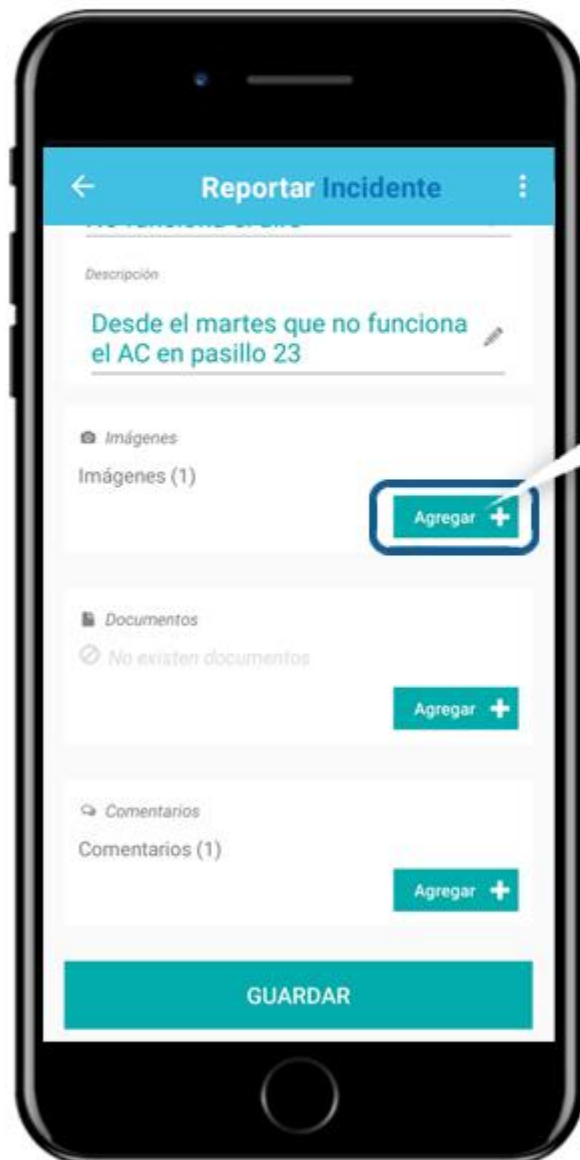 Reportar Incidente
Descripción
Desde el martes que no funciona
el AC en pasillo 23
Imágenes
Imágenes (1)
Agregar
Documentos
No existen documentos
Agregar
Comentarios
Comentarios (1)
Agregar
GUARDAR